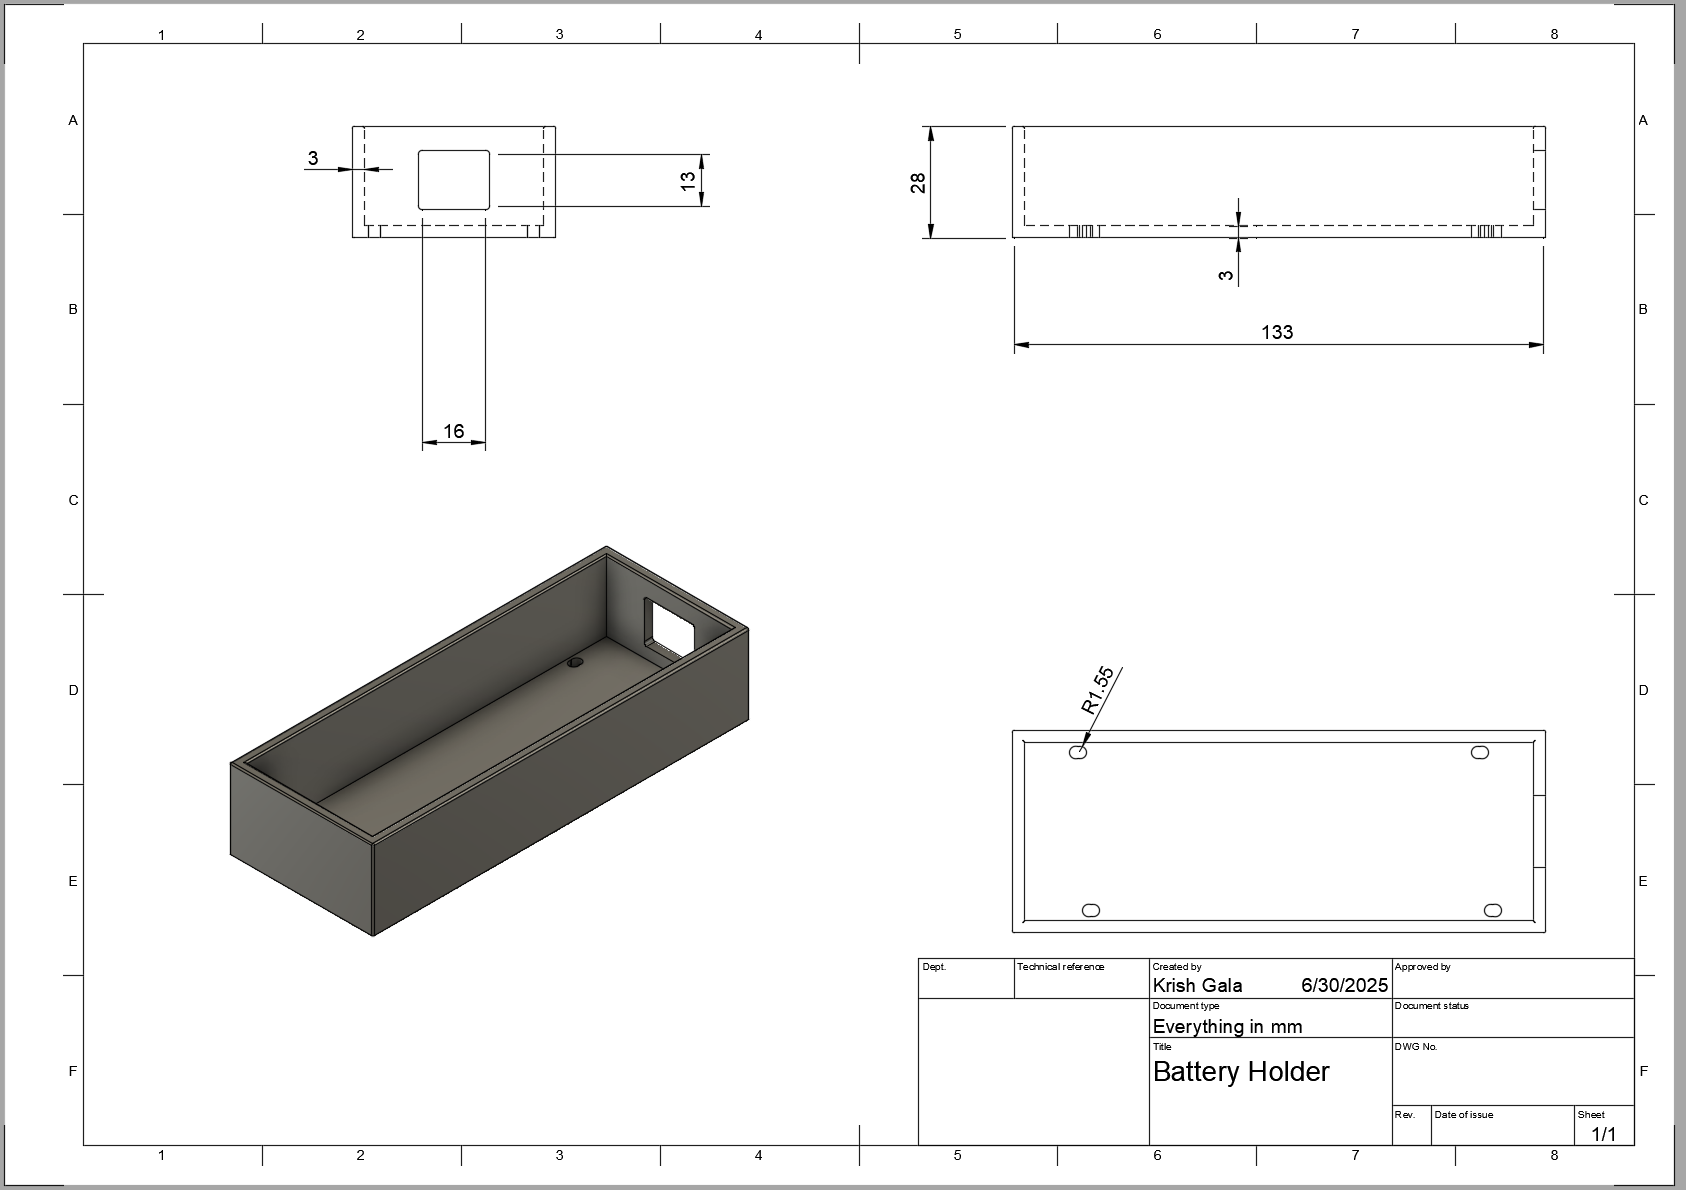 1 2 3 4 5 6 7 8
A A
3
13
28
B B
3
133
16
C C
D D
R1.55
E E
Dept. Technical reference Created by Approved by
Krish Gala 6/30/2025
Document type Document status
Everything in mm
Title DWG No.
Battery Holder
F F
Rev. Date of issue Sheet
1/1
1 2 3 4 5 6 7 8